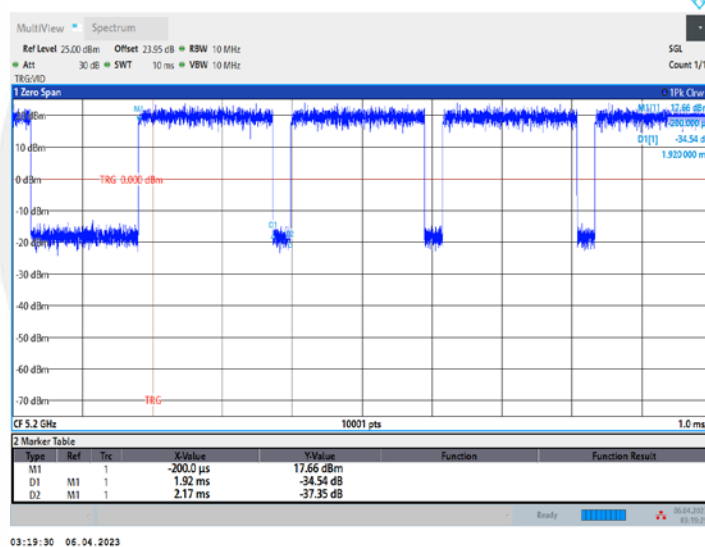 MultiView Spectrum
Ref Level 25.00 dBm Offset 23.95 dB RBW 10 MHz SGL
Att 30 dB SWT 10 ms VBW 10 MHz Count 1/1
TRG:VID
1 Zero Span 1Pk Clrw
M1 M1[1] 17.66 dBm
-200.000 µs
D1[1] -34.54 d
1.920000 m
10 dBm
0 dBm
TRG 0.000 dBm
-10 dBm
D1
D2
-20 dBm
-30 dBm
-40 dBm
-50 dBm
-60 dBm
-70 dBm
TRG
CF 5.2 GHz 10001 pts 1.0 ms
2 Marker Table
Type Ref Trc X-Value Y-Value Function Function Result
M1 1 -200.0 µs 17.66 dBm
D1 M1 1 1.92 ms -34.54 dB
D2 M1 1 2.17 ms -37.35 dB
Ready 06.04.202
03:19:30 06.04.2023